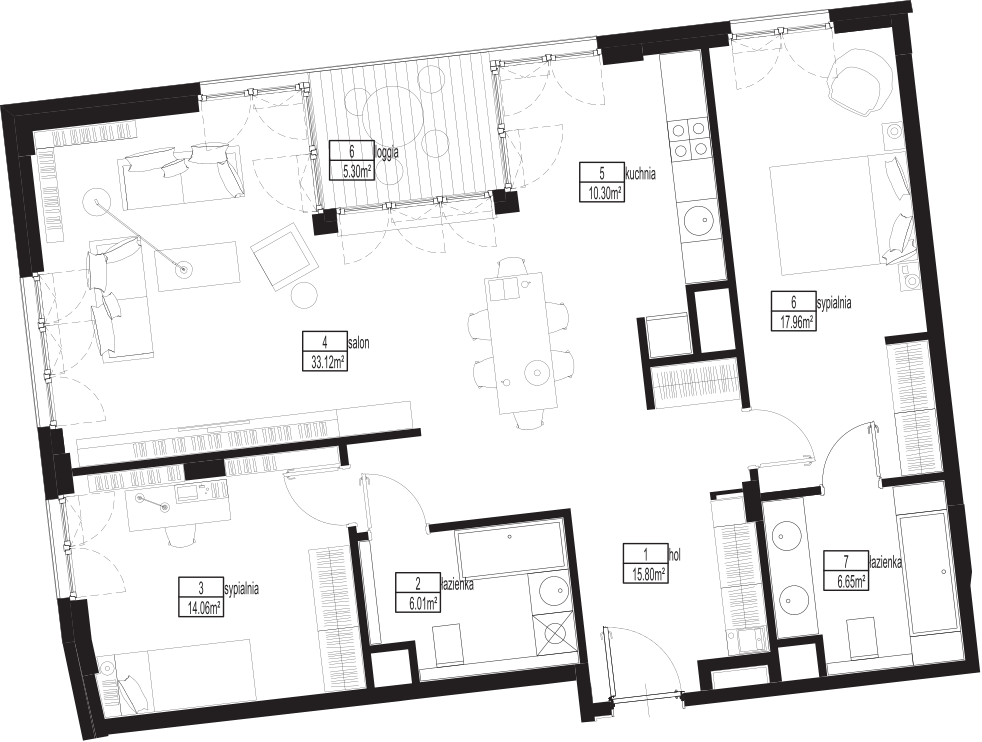 6 loggia
5.30m²
5 kuchnia
10.30m²
6 sypialnia
17.96m²
4 salon
33.12m²
1 hol
15.80m²
7 łazienka
6.65m²
3 sypialnia
14.06m²
2 łazienka
6.01m²